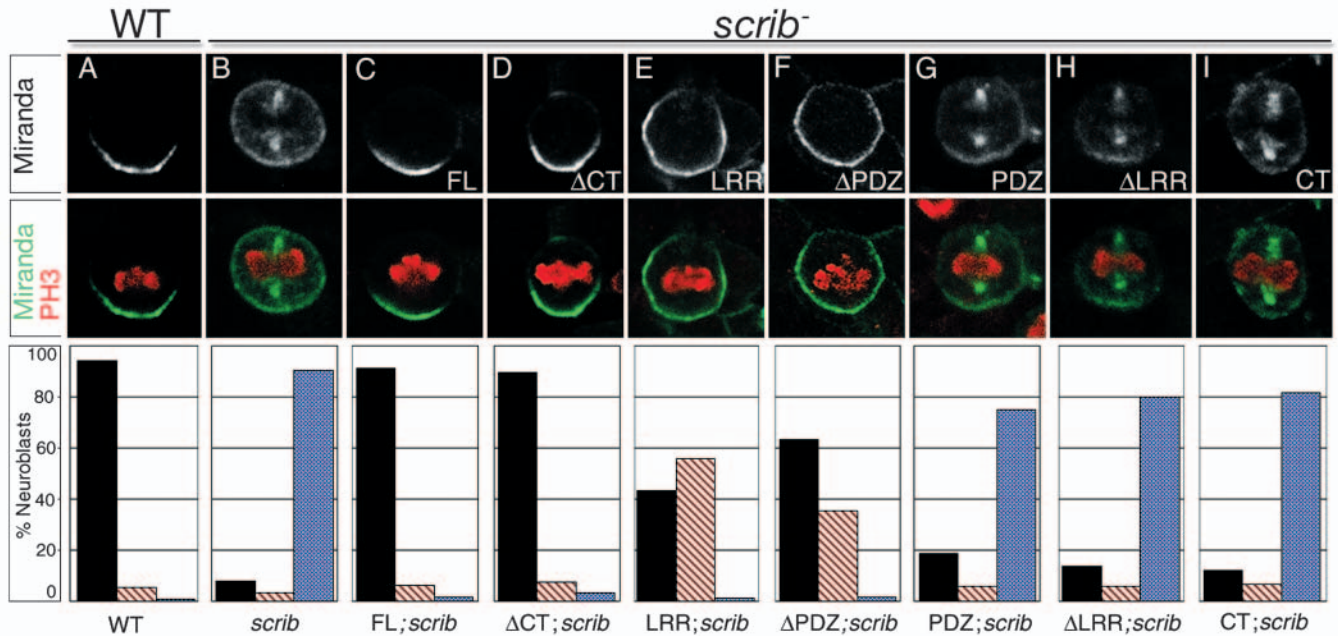 WT
scrib-
Miranda
A
B
C
FL
D
ΔCT
E
LRR
F
ΔPDZ
G
PDZ
H
ΔLRR
I
CT
Miranda
PH3
% Neuroblasts
100
80
60
40
20
0
WT
scrib
FL;scrib
ΔCT;scrib
LRR;scrib
ΔPDZ;scrib
PDZ;scrib
ΔLRR;scrib
CT;scrib